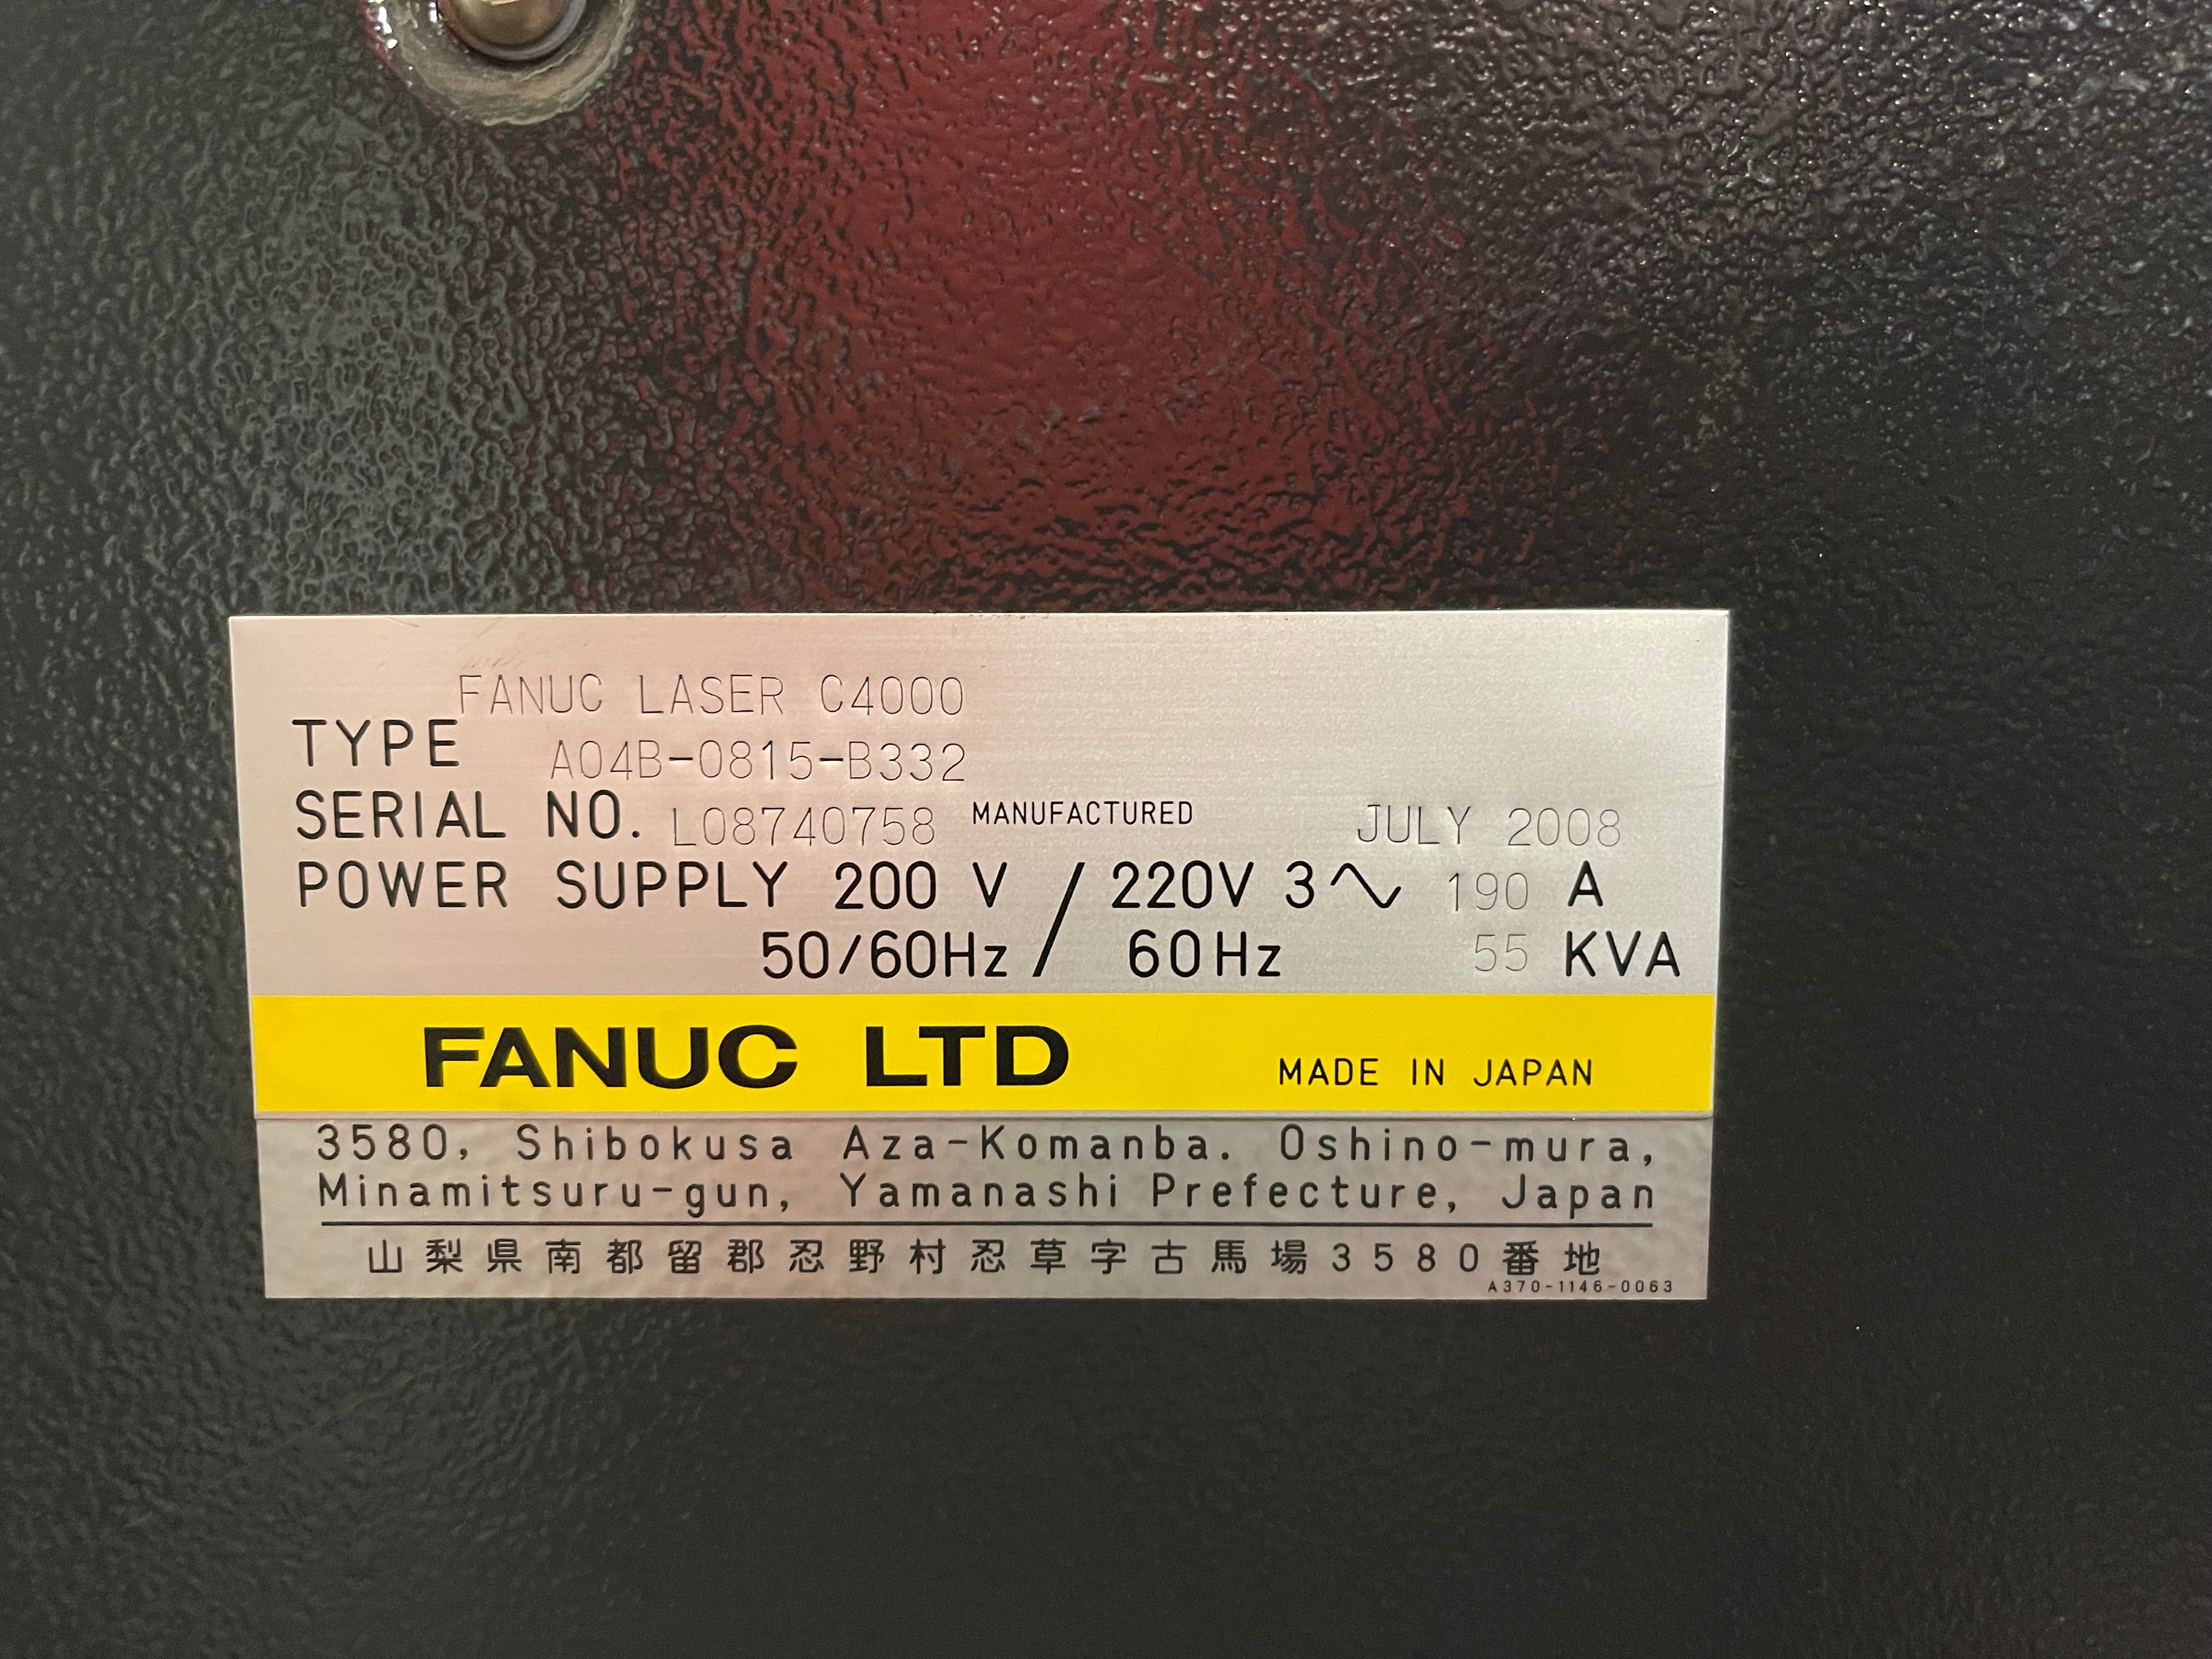 FANUC LASER C4000
TYPE A04B-0815-B332
SERIAL NO. L08740758 MANUFACTURED JULY 2008
POWER SUPPLY 200 V / 220V 3∿ 190 A
50/60Hz / 60Hz 55 KVA
FANUC LTD MADE IN JAPAN
3580, Shibokusa Aza-Komanba. Oshino-mura,
Minamitsuru-gun, Yamanashi Prefecture, Japan
山梨県南都留郡忍野村忍草字古馬場3580番地
A370-1146-0063